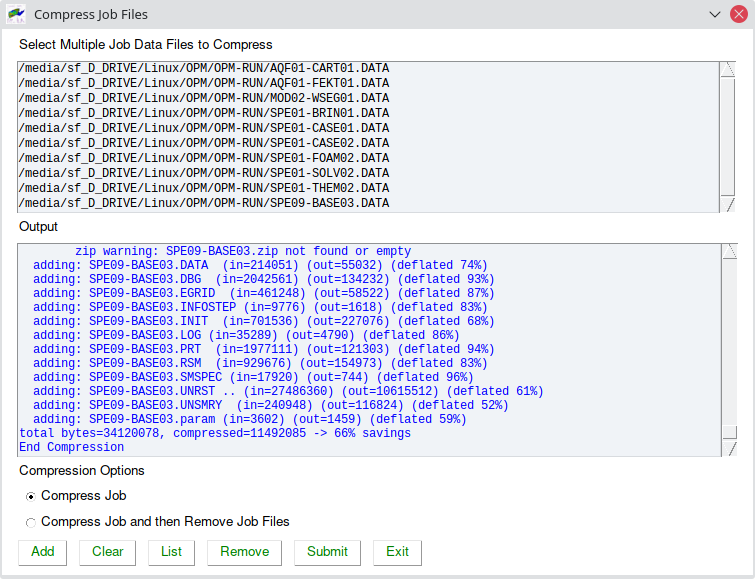 Compress Job Files
Select Multiple Job Data Files to Compress
/media/sf_D_DRIVE/Linux/OPM/OPM-RUN/AQF01-CART01.DATA
/media/sf_D_DRIVE/Linux/OPM/OPM-RUN/AQF01-FEKT01.DATA
/media/sf_D_DRIVE/Linux/OPM/OPM-RUN/MOD02-WSEG01.DATA
/media/sf_D_DRIVE/Linux/OPM/OPM-RUN/SPE01-BRIN01.DATA
/media/sf_D_DRIVE/Linux/OPM/OPM-RUN/SPE01-CASE01.DATA
/media/sf_D_DRIVE/Linux/OPM/OPM-RUN/SPE01-CASE02.DATA
/media/sf_D_DRIVE/Linux/OPM/OPM-RUN/SPE01-FOAM02.DATA
/media/sf_D_DRIVE/Linux/OPM/OPM-RUN/SPE01-SOLV02.DATA
/media/sf_D_DRIVE/Linux/OPM/OPM-RUN/SPE01-THEM02.DATA
/media/sf_D_DRIVE/Linux/OPM/OPM-RUN/SPE09-BASE03.DATA
Output
zip warning: SPE09-BASE03.zip not found or empty
adding: SPE09-BASE03.DATA  (in=214051) (out=55032) (deflated 74%)
adding: SPE09-BASE03.DBG  (in=2042561) (out=134232) (deflated 93%)
adding: SPE09-BASE03.EGRID  (in=461248) (out=58522) (deflated 87%)
adding: SPE09-BASE03.INFOSTEP (in=9776) (out=1618) (deflated 83%)
adding: SPE09-BASE03.INIT  (in=701536) (out=227076) (deflated 68%)
adding: SPE09-BASE03.LOG (in=35289) (out=4790) (deflated 86%)
adding: SPE09-BASE03.PRT  (in=1977111) (out=121303) (deflated 94%)
adding: SPE09-BASE03.RSM  (in=929676) (out=154973) (deflated 83%)
adding: SPE09-BASE03.SMSPEC (in=17920) (out=744) (deflated 96%)
adding: SPE09-BASE03.UNRST .. (in=27486360) (out=10615512) (deflated 61%)
adding: SPE09-BASE03.UNSMRY (in=240948) (out=116824) (deflated 52%)
adding: SPE09-BASE03.param (in=3602) (out=1459) (deflated 59%)
total bytes=34120078, compressed=11492085 -> 66% savings
End Compression
Compression Options
Compress Job
Compress Job and then Remove Job Files
Add Clear List Remove Submit Exit